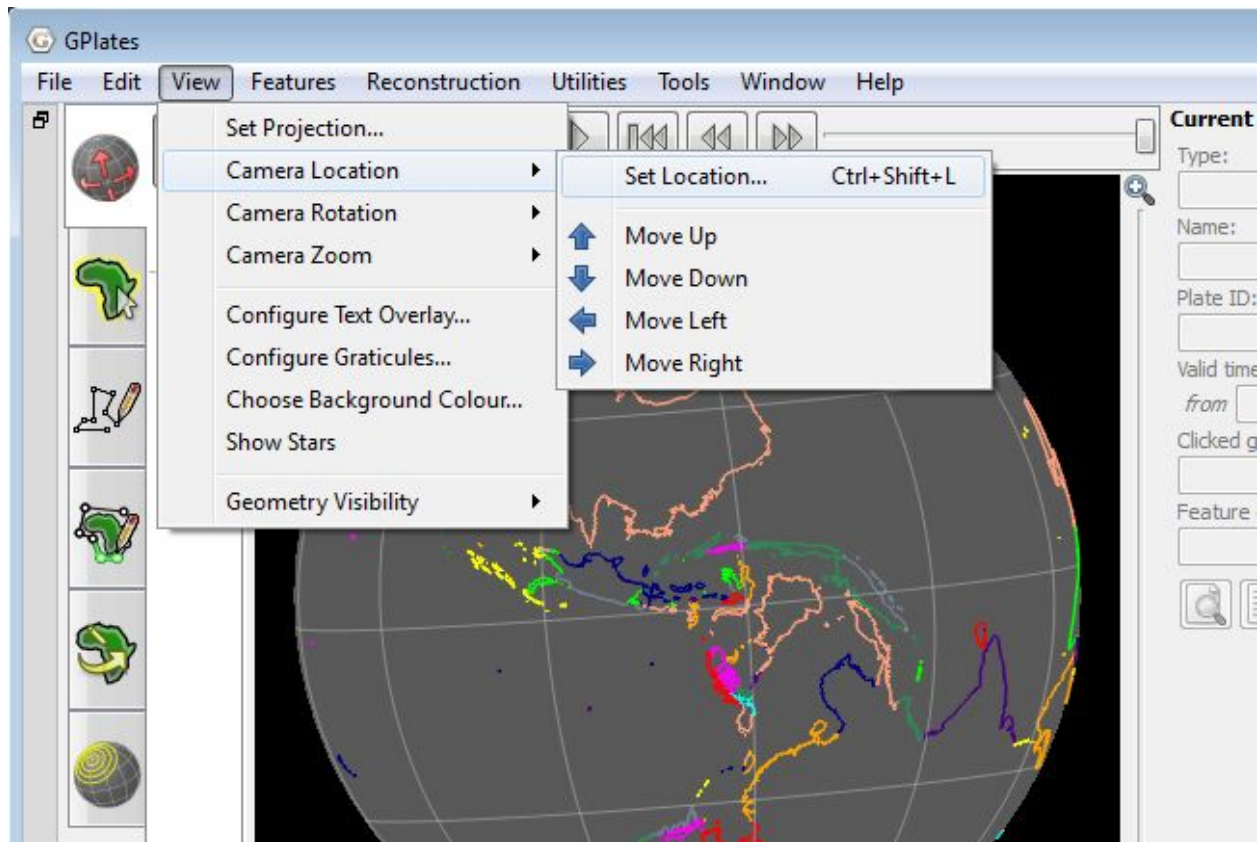 GPlates
File Edit View Features Reconstruction Utilities Tools Window Help
Set Projection...
Camera Location
Camera Rotation
Camera Zoom
Configure Text Overlay...
Configure Graticules...
Choose Background Colour...
Show Stars
Geometry Visibility
Set Location... Ctrl+Shift+L
Move Up
Move Down
Move Left
Move Right
Current
Type:
Name:
Plate ID:
Valid time
from
Clicked g
Feature